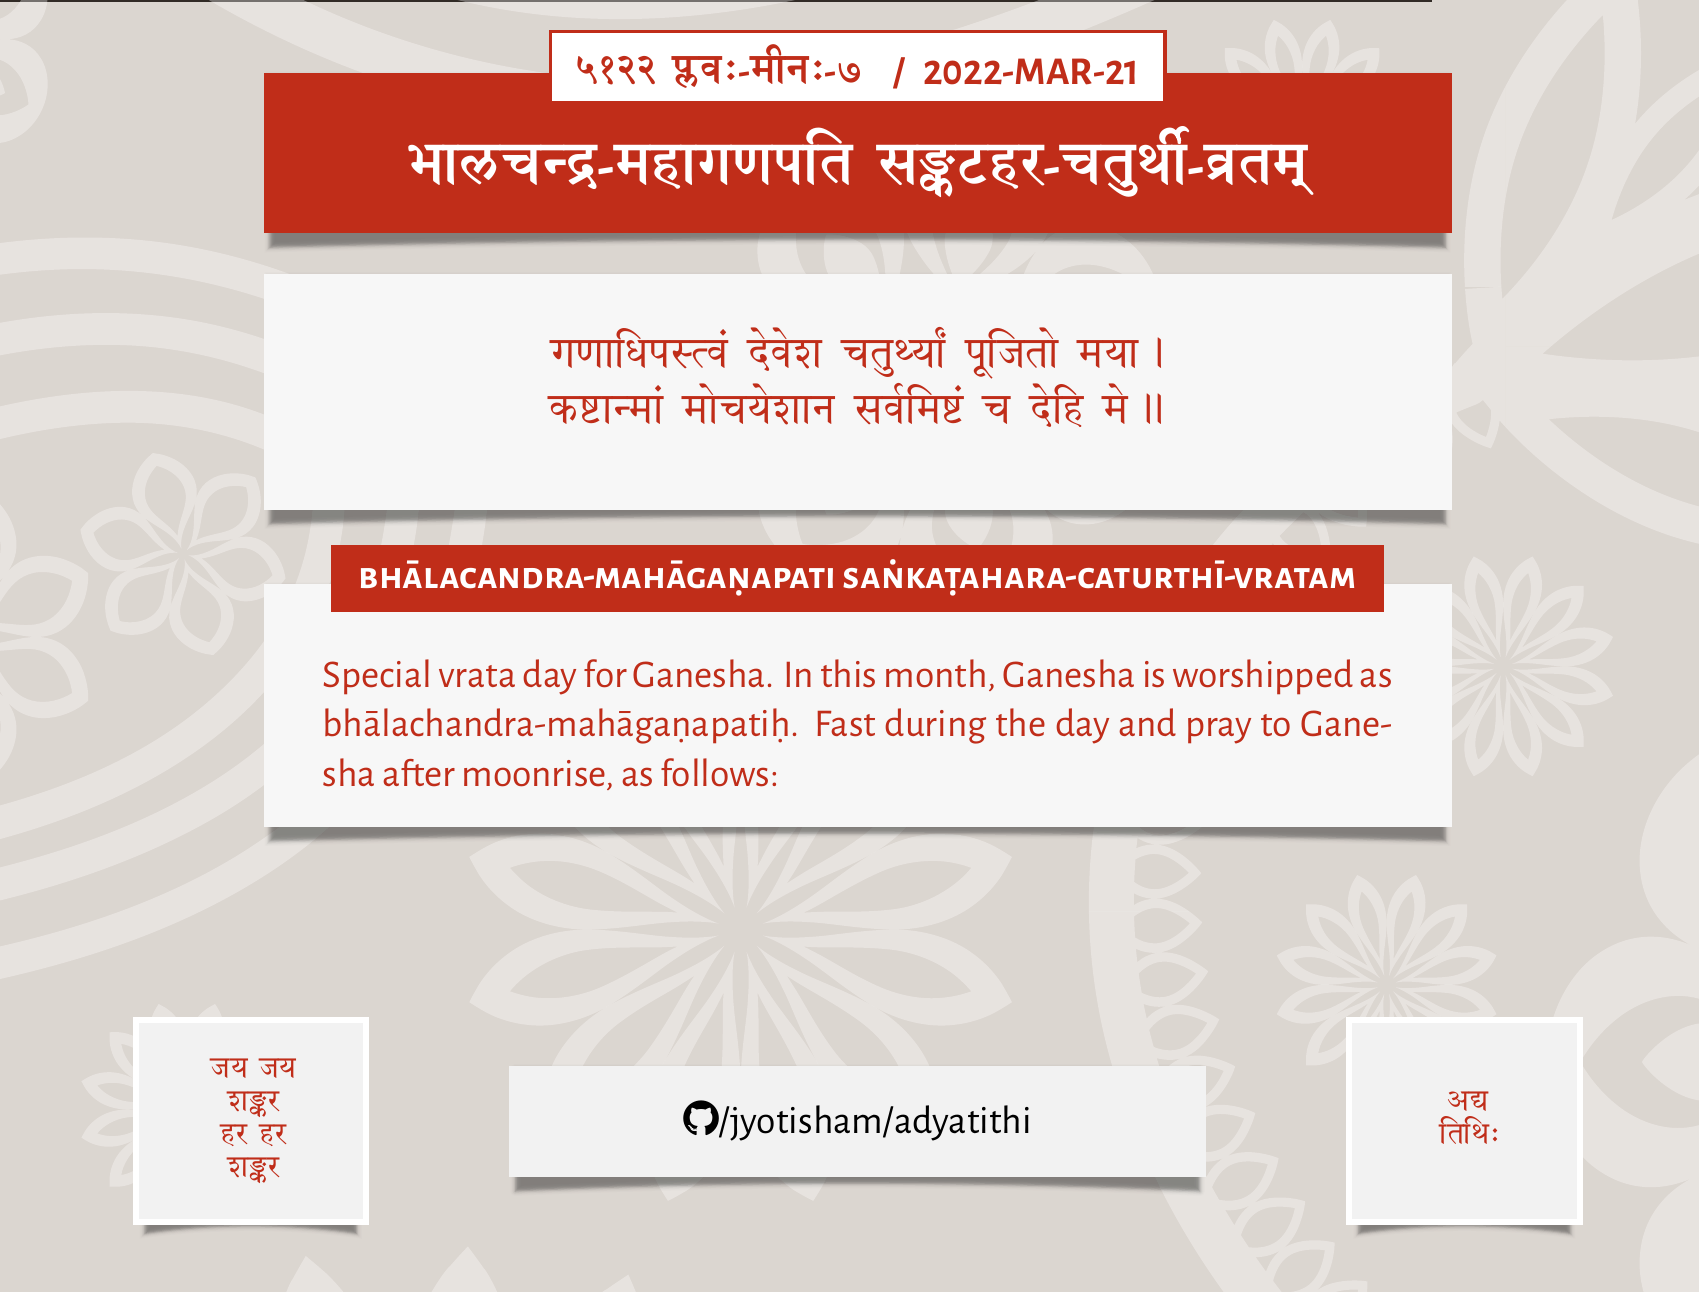 ५१२२ प्लवः-मीनः-७ / 2022-MAR-21
भालचन्द्र-महागणपति सङ्कटहर-चतुर्थी-व्रतम्
गणाधिपस्त्वं देवेश चतुर्थ्यां पूजितो मया ।
कष्टान्मां मोचयेशान सर्वमिष्टं च देहि मे ॥
BHĀLACANDRA-MAHĀGAṆAPATI SAṄKAṬAHARA-CATURTHĪ-VRATAM
Special vrata day for Ganesha. In this month, Ganesha is worshipped as
bhālachandra-mahāgaṇapatiḥ. Fast during the day and pray to Gane-
sha after moonrise, as follows:
जय जय
शङ्कर
हर हर
शङ्कर
/jyotisham/adyatithi
अद्य
तिथिः